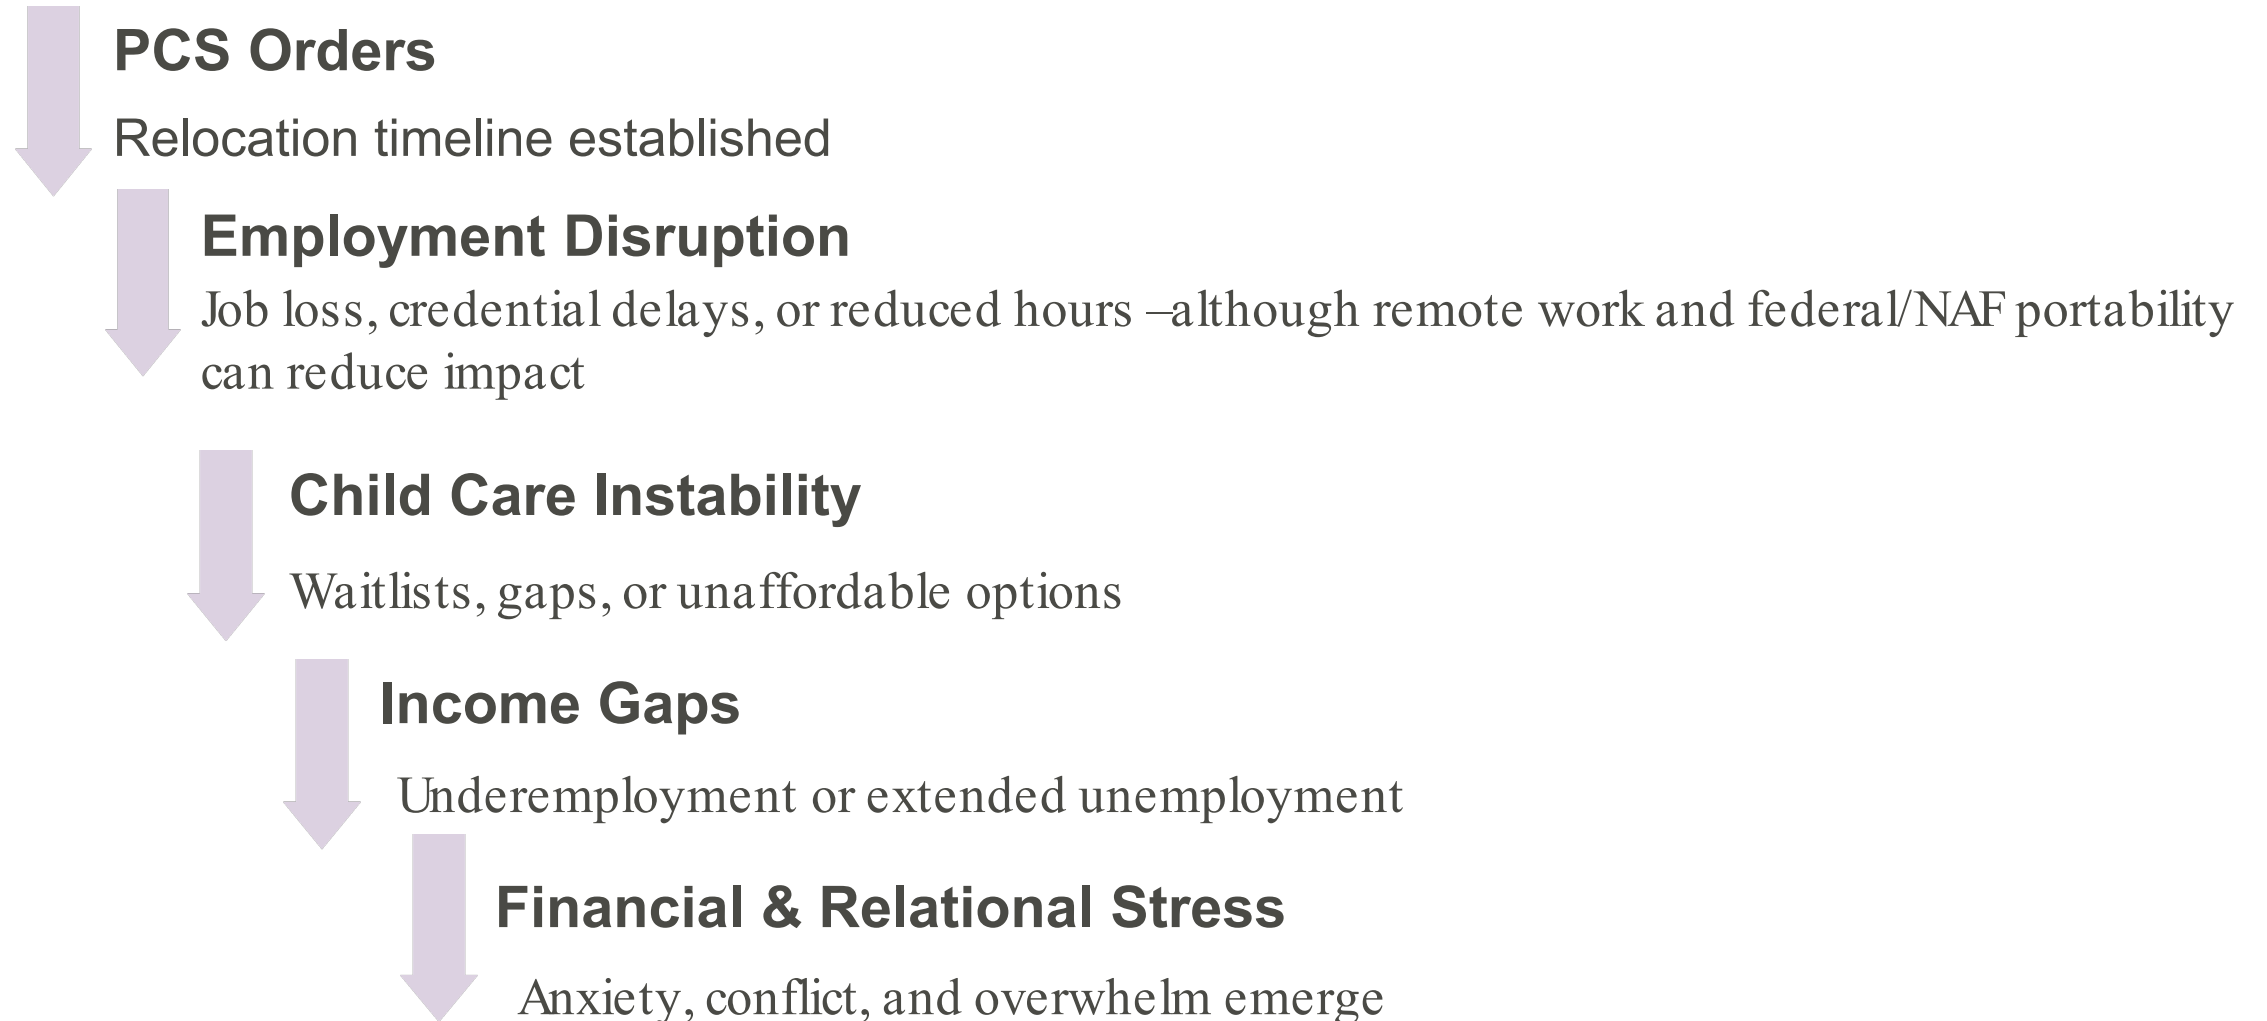 PCS Orders
Relocation timeline established
Employment Disruption
Job loss, credential delays, or reduced hours –although remote work and federal/NAF portability
can reduce impact
Child Care Instability
Waitlists, gaps, or unaffordable options
Income Gaps
Underemployment or extended unemployment
Financial & Relational Stress
Anxiety, conflict, and overwhelm emerge